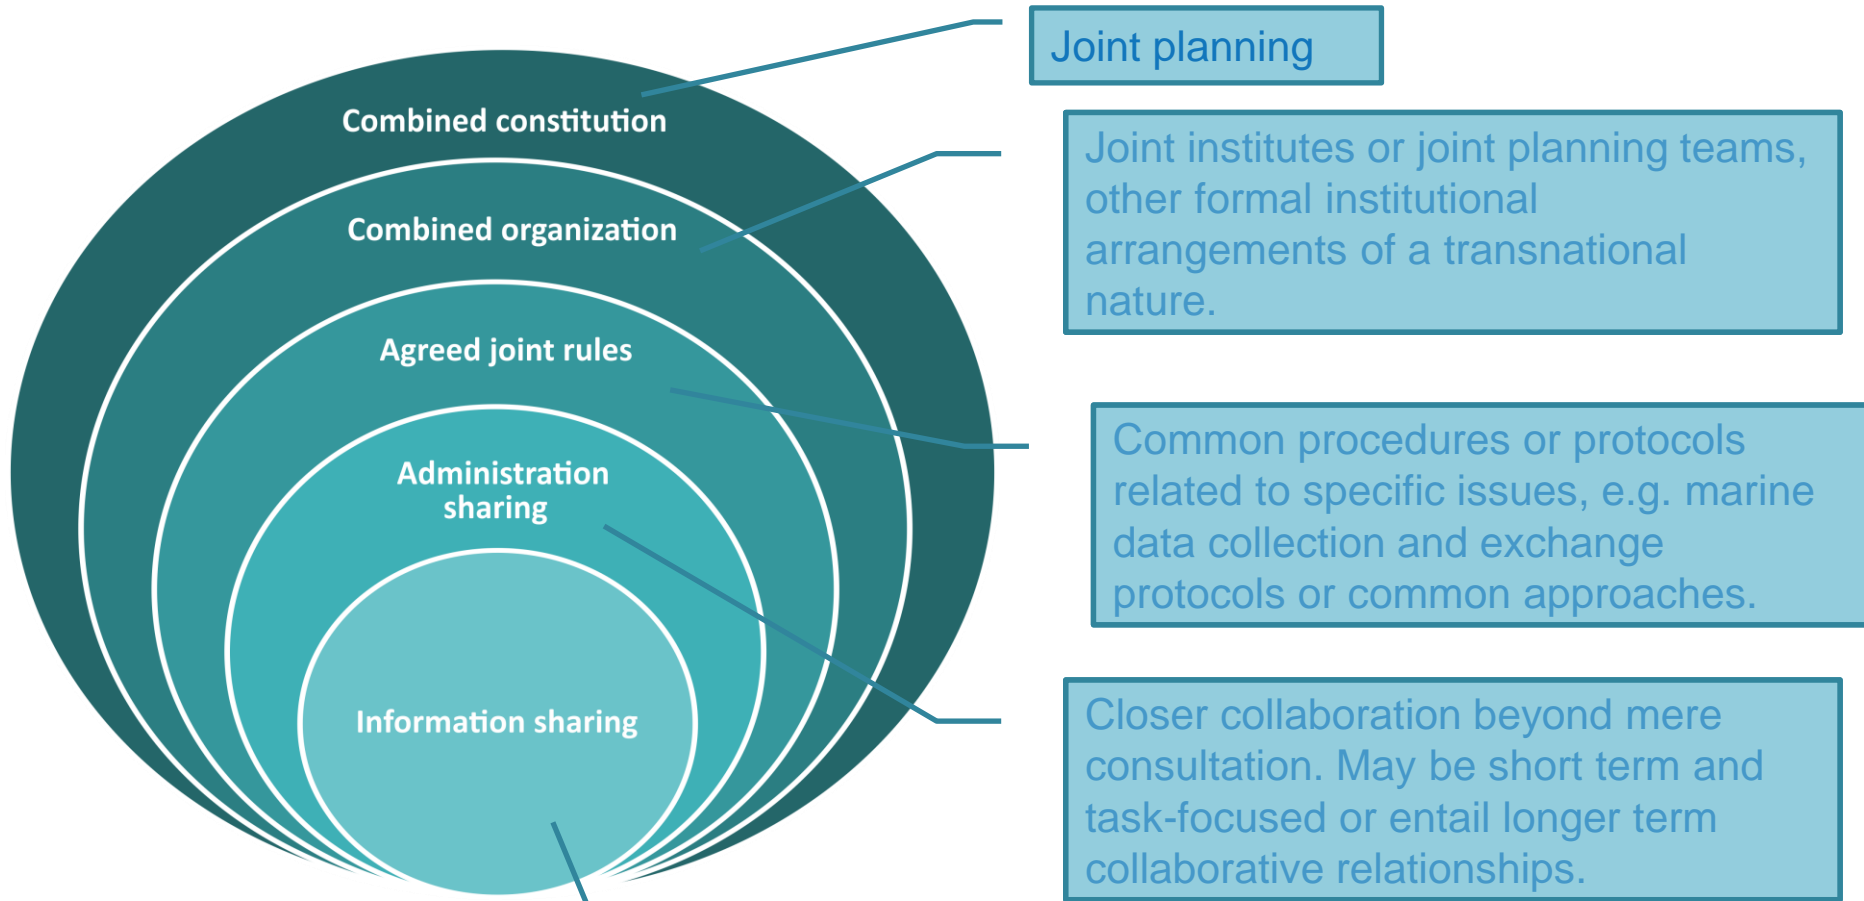 Joint planning
Combined constitution
Joint institutes or joint planning teams,
other formal institutional
arrangements of a transnational
nature.
Combined organization
Agreed joint rules
Common procedures or protocols
related to specific issues, e.g. marine
data collection and exchange
protocols or common approaches.
Administration
sharing
Closer collaboration beyond mere
consultation. May be short term and
task-focused or entail longer term
collaborative relationships.
Information sharing